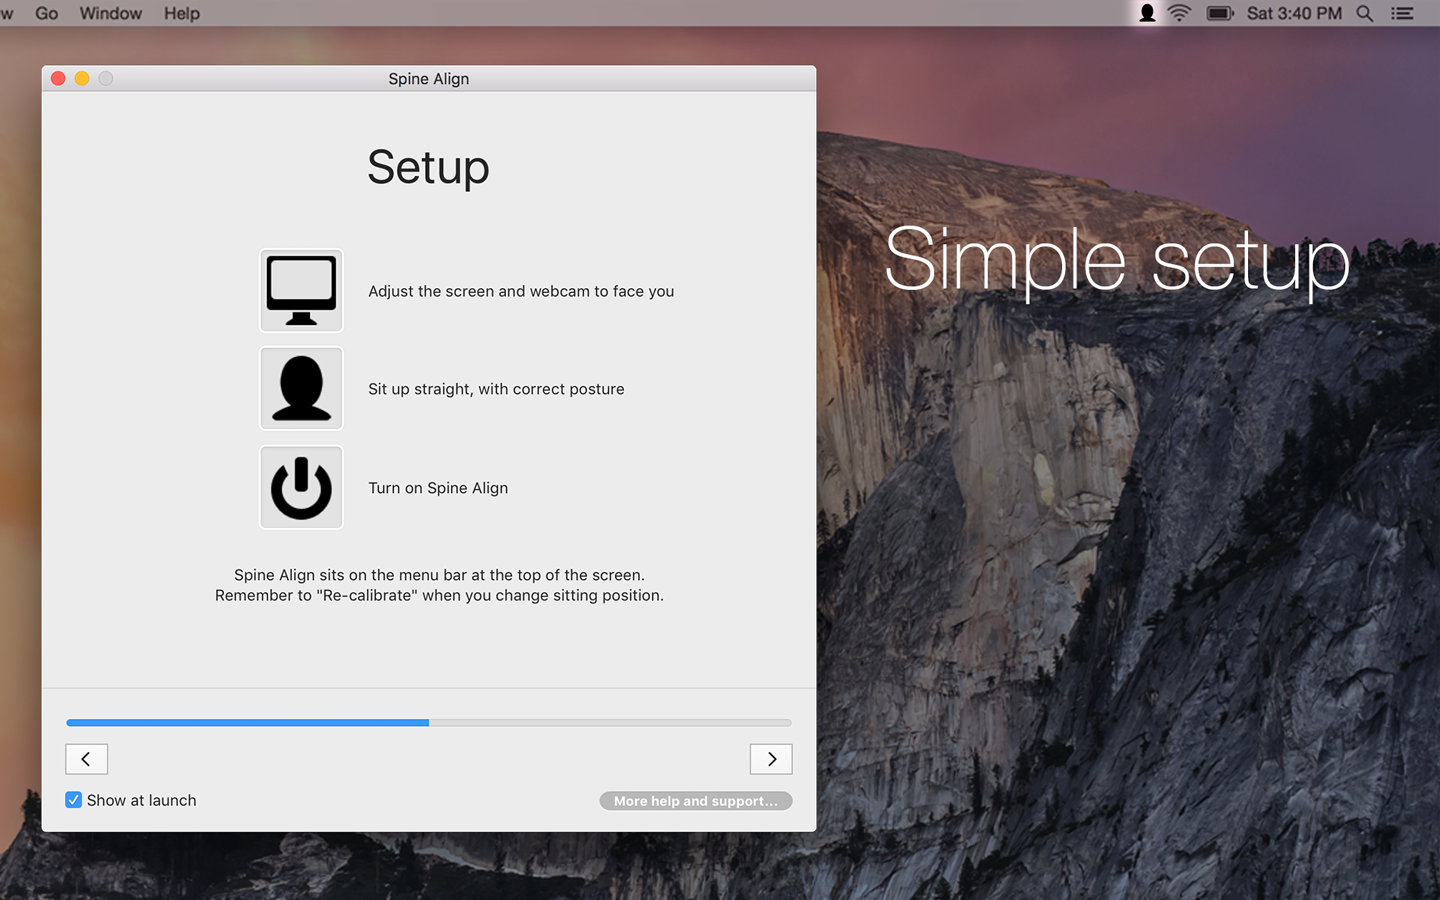 Go Window Help Sat 3:40 PM
Spine Align
Setup
Simple setup
Adjust the screen and webcam to face you
Sit up straight, with correct posture
Turn on Spine Align
Spine Align sits on the menu bar at the top of the screen.
Remember to "Re-calibrate" when you change sitting position.
Show at launch
More help and support...